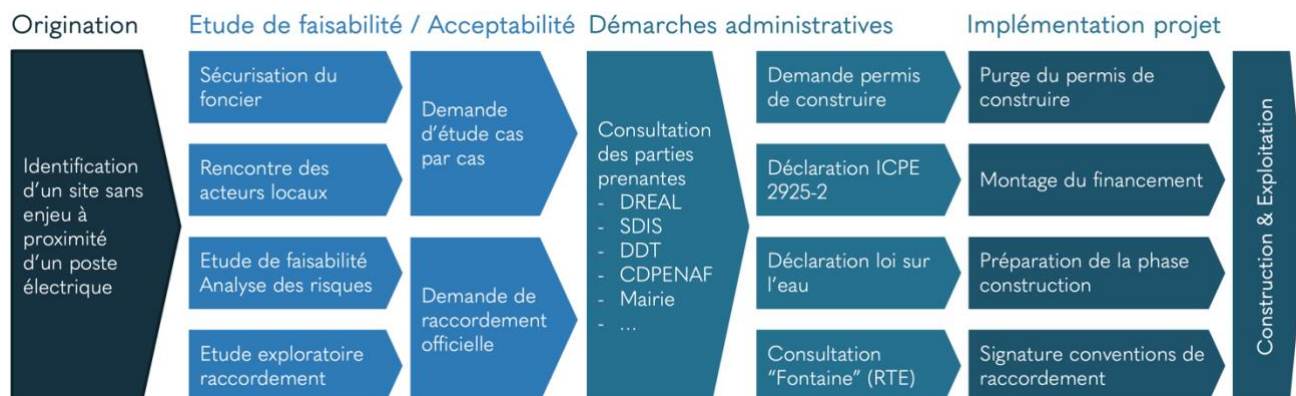 Origination
Etude de faisabilité / Acceptabilité
Démarches administratives
Implémentation projet
Identification
d'un site sans
enjeu à
proximité
d'un poste
électrique
Sécurisation du
foncier
Rencontre des
acteurs locaux
Etude de faisabilité
Analyse des risques
Etude exploratoire
raccordement
Demande
d'étude cas
par cas
Demande de
raccordement
officielle
Consultation
des parties
prenantes
- DREAL
- SDIS
- DDT
- CDPENAF
- Mairie
- ...
Demande permis
de construire
Déclaration ICPE
2925-2
Déclaration loi sur
l'eau
Consultation
"Fontaine" (RTE)
Purge du permis de
construire
Montage du financement
Préparation de la phase
construction
Signature conventions de
raccordement
Construction & Exploitation